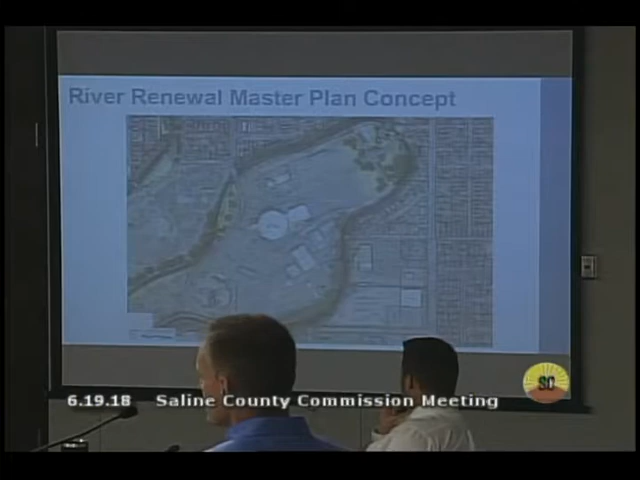 River Renewal Master Plan Concept
SC
6.19.18 Saline County Commission Meeting